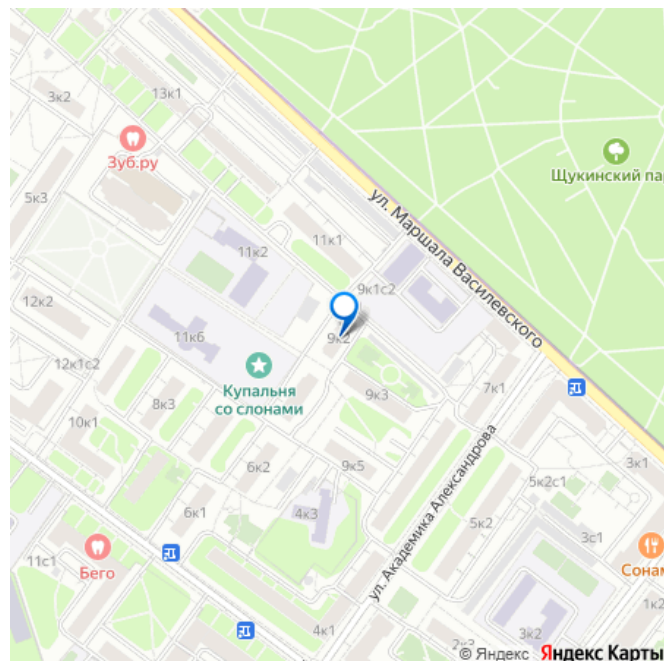 3к2
13к1
Зуб.ру
5к3
Щукинский пар
ул. Маршала Василевского
11к2
11к1
9к1с2
12к2
11к6
9к2
Купальня
со слонами
12к1с2
8к3
9к3
7к1
10к1
6к2
9к5
ул. Академика Александрова
3к1
5к2с1
6к1
4к3
5к2
3с1
11с1
Бего
Сонам
1к2
4к1
2к3
3к2
© Яндекс Яндекс Карты